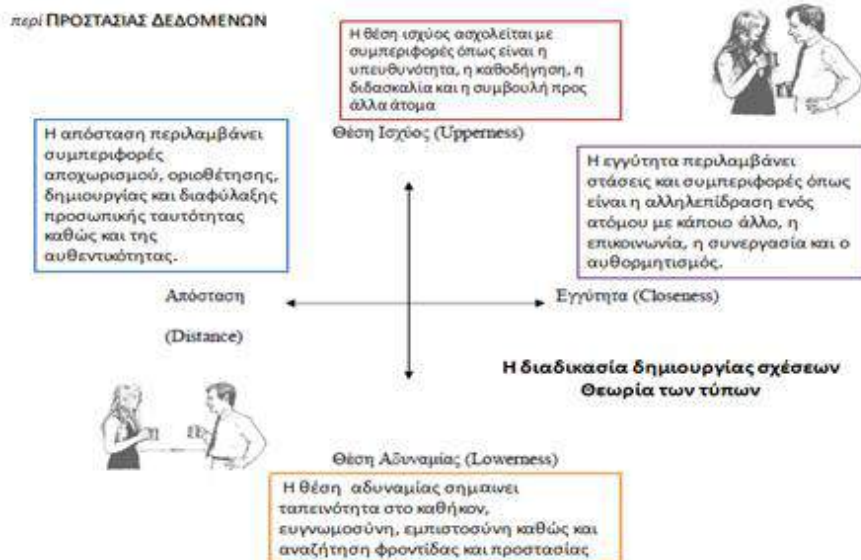 περί ΠΡΟΣΤΑΣΙΑΣ ΔΕΔΟΜΕΝΩΝ
Η θέση ισχύος ασχολείται με
συμπεριφορές όπως είναι η
υπευθυνότητα, η καθοδήγηση, η
διδασκαλία και η συμβουλή προς
άλλα άτομα
Θέση Ισχύος (Upperness)
Η απόσταση περιλαμβάνει
συμπεριφορές
αποχωρισμού, οριοθέτησης,
δημιουργίας και διαφύλαξης
προσωπικής ταυτότητας
καθώς και της
αυθεντικότητας.
Η εγγύτητα περιλαμβάνει
στάσεις και συμπεριφορές όπως
είναι η αλληλεπίδραση ενός
ατόμου με κάποιο άλλο, η
επικοινωνία, η συνεργασία και ο
αυθορμητισμός.
Απόσταση
(Distance)
Εγγύτητα (Closeness)
Η διαδικασία δημιουργίας σχέσεων
Θεωρία των τύπων
Θέση Αδυναμίας (Lowerness)
Η θέση αδυναμίας σημαινει
ταπεινότητα στο καθήκον,
ευγνωμοσύνη, εμπιστοσύνη καθώς και
αναζήτηση φροντίδας και προστασίας